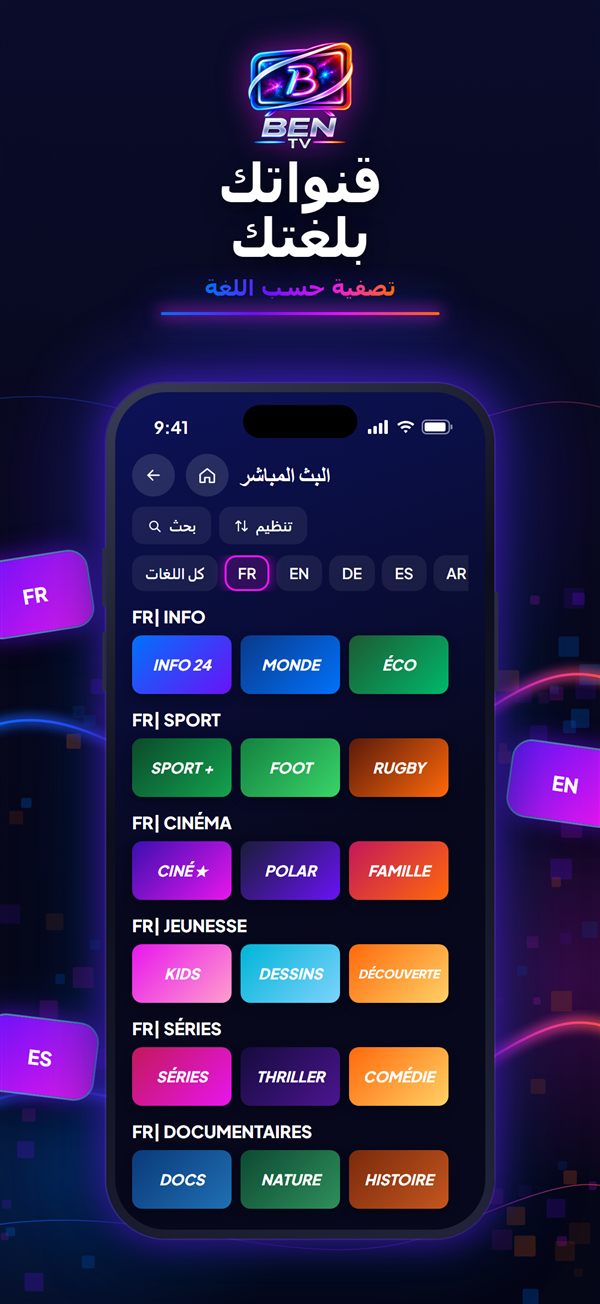 B
BEN
TV
قنواتك
بلغتك
تصفية حسب اللغة
9:41
البث المباشر
بحث
تنظيم
كل اللغات FR EN DE ES AR
FR| INFO
INFO 24 MONDE ÉCO
FR| SPORT
SPORT + FOOT RUGBY
FR| CINÉMA
CINÉ★ POLAR FAMILLE
FR| JEUNESSE
KIDS DESSINS DÉCOUVERTE
FR| SÉRIES
SÉRIES THRILLER COMÉDIE
FR| DOCUMENTAIRES
DOCS NATURE HISTOIRE
FR
EN
ES